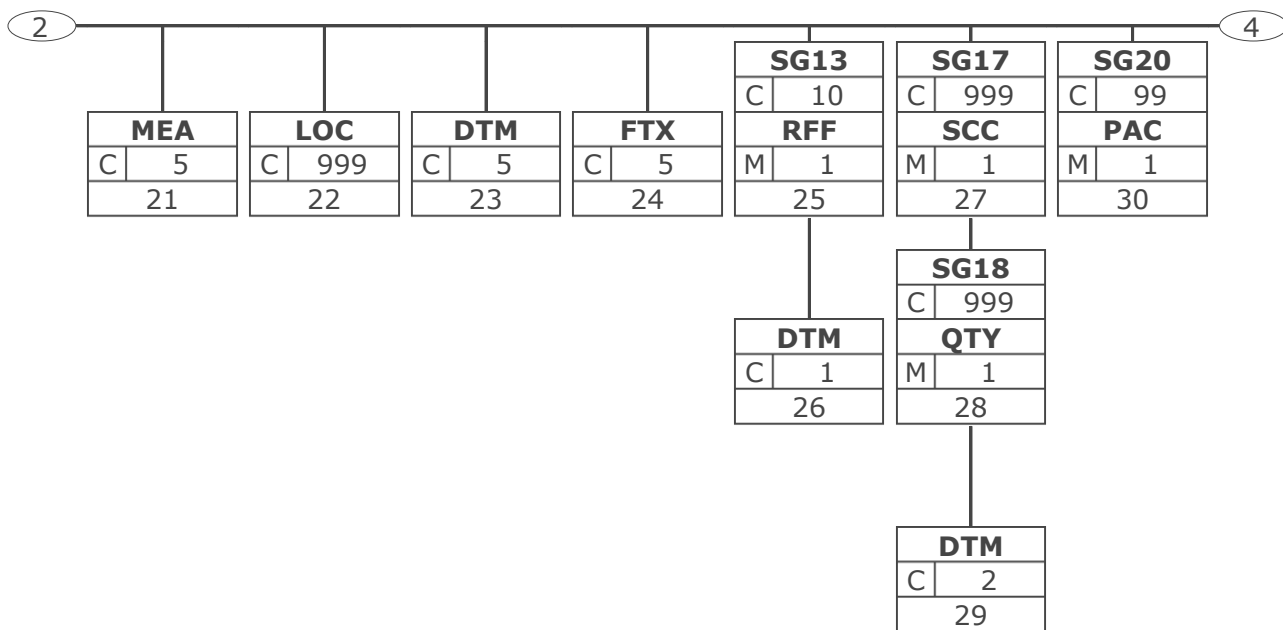 2
4
SG13
SG17
SG20
C 10
C 999
C 99
MEA
LOC
DTM
FTX
RFF
SCC
PAC
C 5
C 999
C 5
C 5
M 1
M 1
M 1
21
22
23
24
25
27
30
SG18
C 999
DTM
QTY
C 1
M 1
26
28
DTM
C 2
29